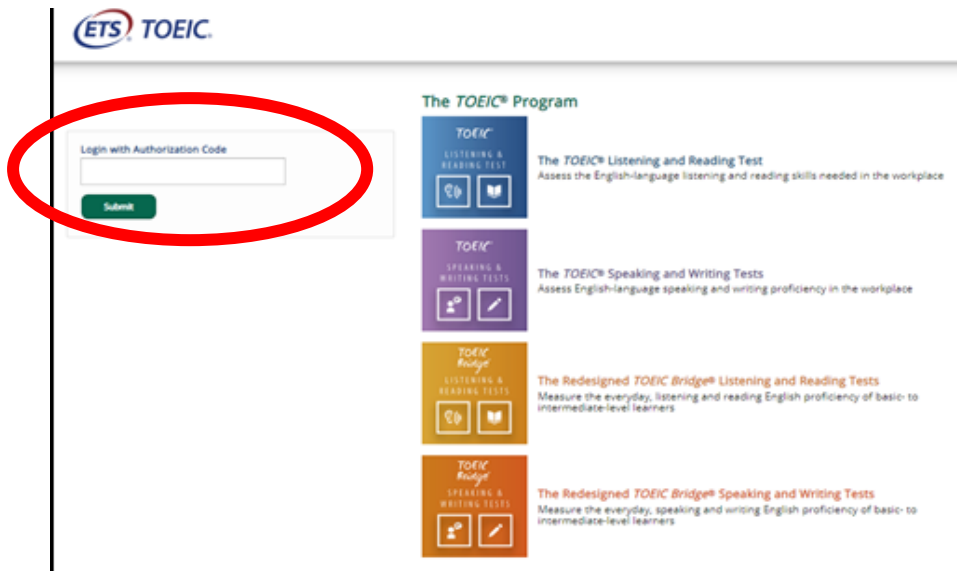 ETS® TOEIC®
Login with Authorization Code
Submit
The TOEIC® Program
TOEIC
LISTENING &
READING TEST
The TOEIC® Listening and Reading Test
Assess the English-language listening and reading skills needed in the workplace
TOEIC
SPEAKING &
WRITING TESTS
The TOEIC® Speaking and Writing Tests
Assess English-language speaking and writing proficiency in the workplace
TOEIC
Bridge
LISTENING &
READING TESTS
The Redesigned TOEIC Bridge® Listening and Reading Tests
Measure the everyday, listening and reading English proficiency of basic- to
intermediate-level learners
TOEIC
Bridge
SPEAKING &
WRITING TESTS
The Redesigned TOEIC Bridge® Speaking and Writing Tests
Measure the everyday, speaking and writing English proficiency of basic- to
intermediate-level learners